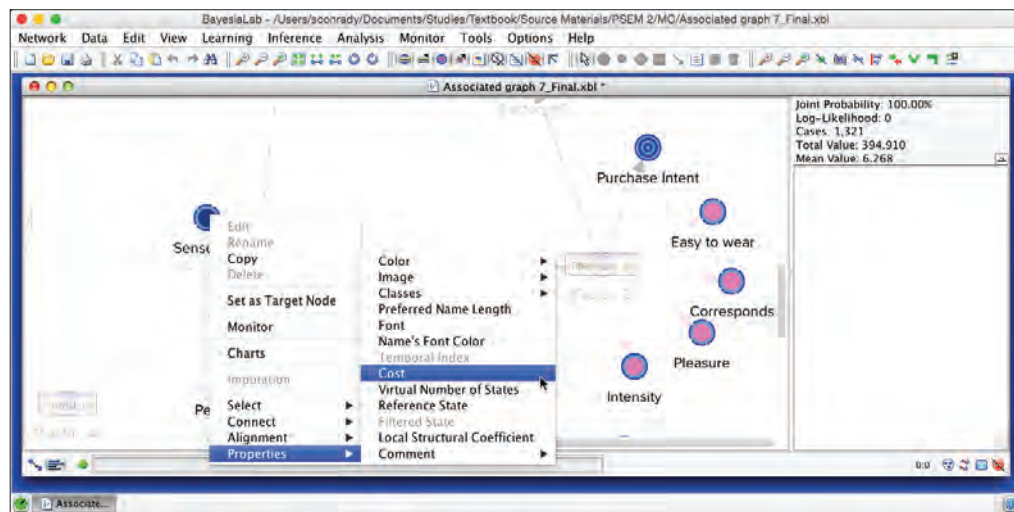 BayesiaLab - /Users/sconrady/Documents/Studies/Textbook/Source Materials/PSEM 2/MC/Associated graph 7_Final.xbl
Network Data Edit View Learning Inference Analysis Monitor Tools Options Help
Associated graph 7_Final.xbl *
Joint Probability: 100.00%
Log-Likelihood: 0
Cases: 1,321
Total Value: 394.910
Mean Value: 6.268
Purchase Intent
Easy to wear
Corresponds
Pleasure
Intensity
Edit
Rename
Copy
Delete
Set as Target Node
Monitor
Charts
Imputation
Select
Connect
Alignment
Properties
Color
Image
Classes
Preferred Name Length
Font
Name's Font Color
Temporal Index
Cost
Virtual Number of States
Reference State
Filtered State
Local Structural Coefficient
Comment
Pe
0:0
Associate...